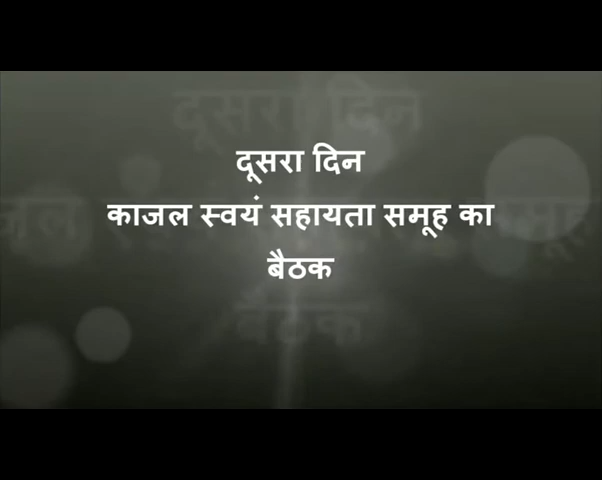 दूसरा दिन
काजल स्वयं सहायता समूह का
बैठक